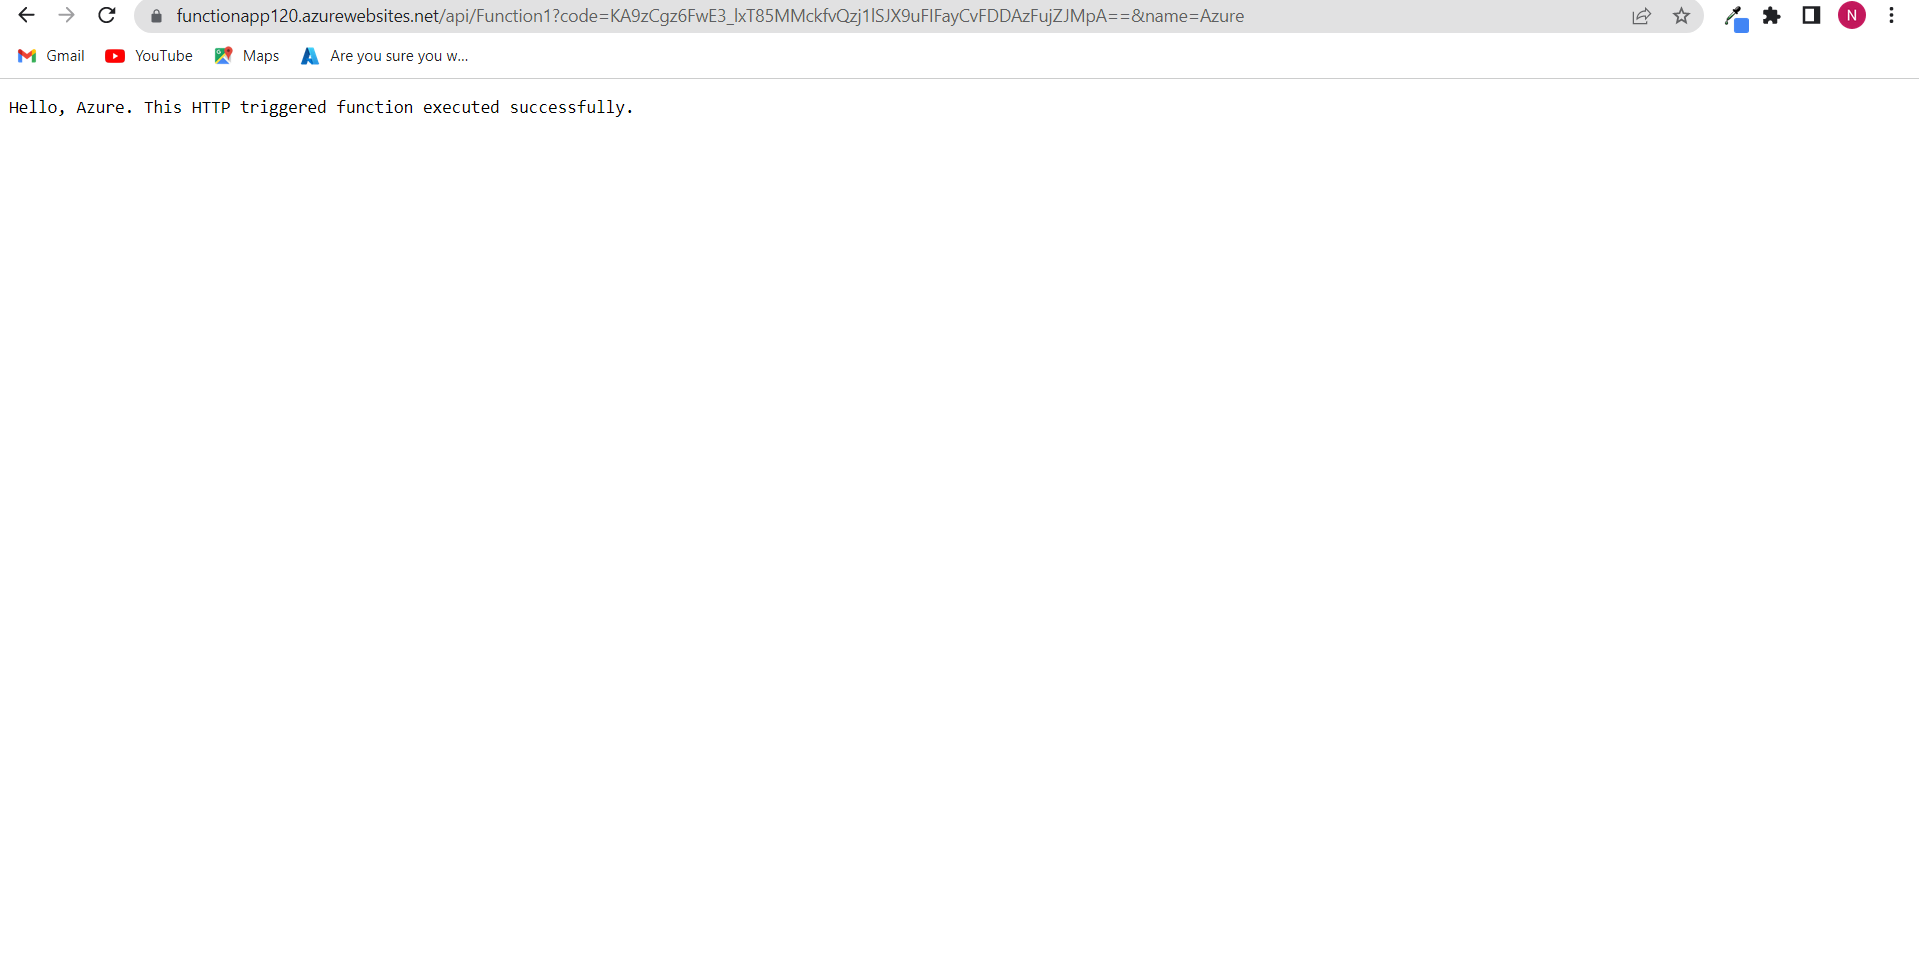 functionapp120.azurewebsites.net/api/Function1?code=KA9zCgz6FwE3_lxT85MMckfvQzj1lSJX9uFIFayCvFDDAzFujZJMpA==&name=Azure
N
Gmail YouTube Maps Are you sure you w...
Hello, Azure. This HTTP triggered function executed successfully.